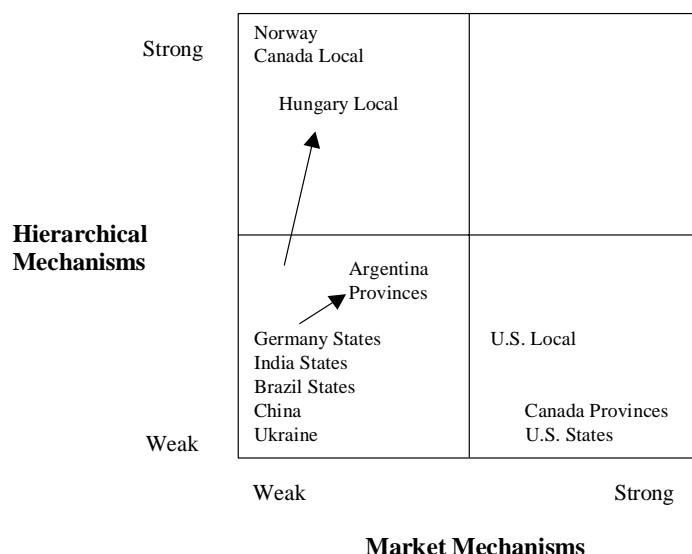 Norway
Strong
Canada Local
Hungary Local
Hierarchical
Mechanisms
Argentina
Provinces
Germany States
U.S. Local
India States
Brazil States
China
Canada Provinces
Weak
Ukraine
U.S. States
Weak
Strong
Market Mechanisms